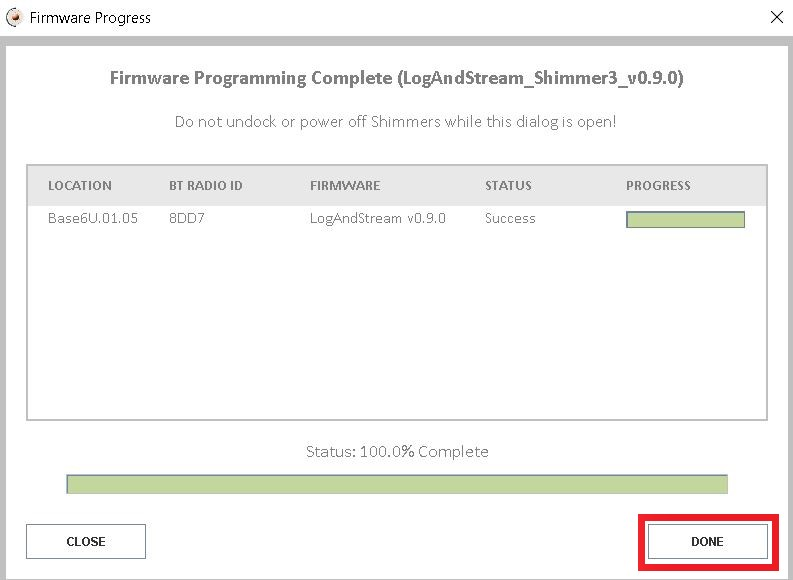 Firmware Progress
Firmware Programming Complete (LogAndStream_Shimmer3_v0.9.0)
Do not undock or power off Shimmers while this dialog is open!
LOCATION BT RADIO ID FIRMWARE STATUS PROGRESS
Base6U.01.05 8DD7 LogAndStream v0.9.0 Success
Status: 100.0% Complete
CLOSE DONE